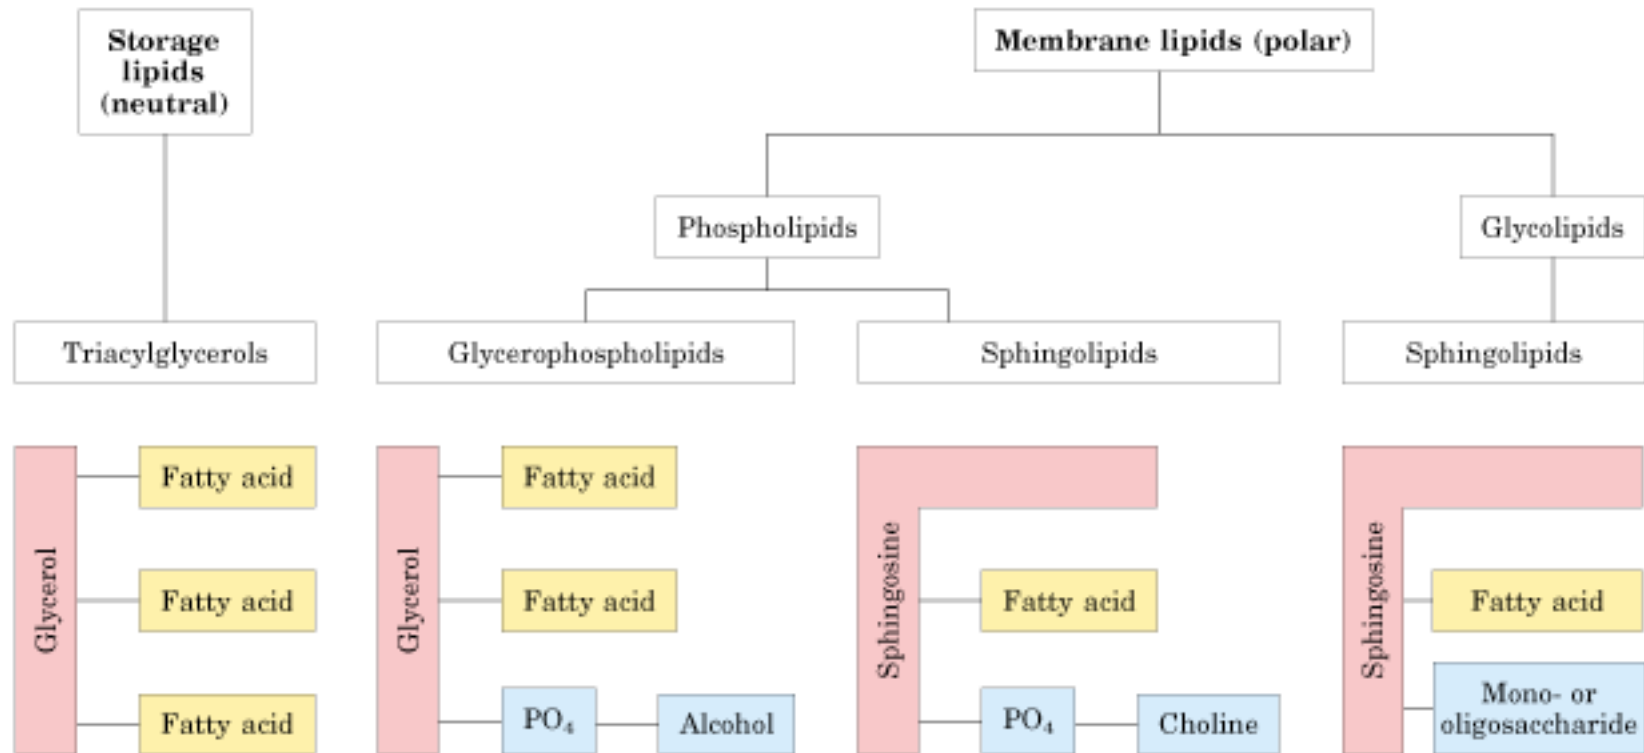 Storage
lipids
(neutral)
Membrane lipids (polar)
Phospholipids
Glycolipids
Triacylglycerols
Glycerophospholipids
Sphingolipids
Sphingolipids
Glycerol
Fatty acid
Fatty acid
Fatty acid
Glycerol
Fatty acid
Fatty acid
PO₄
Alcohol
Sphingosine
Fatty acid
PO₄
Choline
Sphingosine
Fatty acid
Mono- or
oligosaccharide